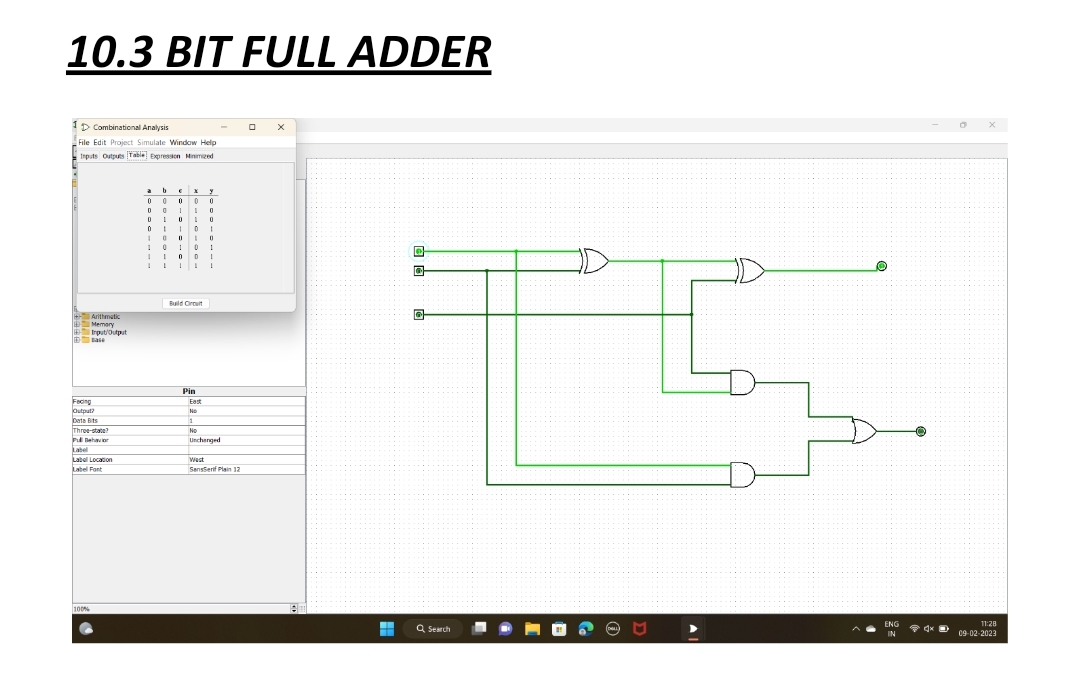 10.3 BIT FULL ADDER
Combinational Analysis
File Edit Project Simulate Window Help
Inputs Outputs Table Expression Minimized
a b c x y
0 0 0 0 0
0 0 1 1 0
0 1 0 1 0
0 1 1 0 1
1 0 0 1 0
1 0 1 0 1
1 1 0 0 1
1 1 1 1 1
Build Circuit
Arithmetic
Memory
Input/Output
Base
Pin
Facing East
Output? No
Data Bits 1
Three-state? No
Pull Behavior Unchanged
Label
Label Location West
Label Font SansSerif Plain 12
100%
Search
DELL
ENG
IN
11:28
09-02-2023